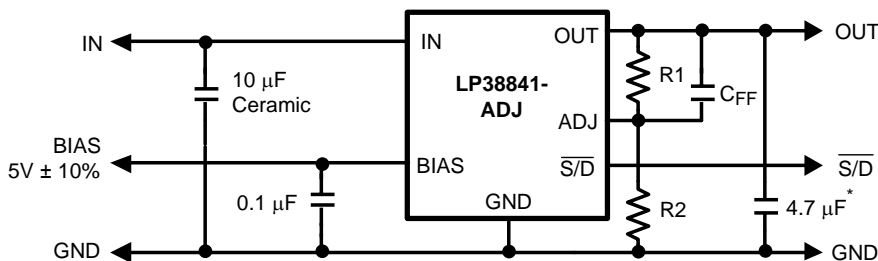 IN
10 μF
Ceramic
BIAS
5V ± 10%
0.1 μF
GND
IN
LP38841-
ADJ
BIAS
GND
OUT
ADJ
S/D
R1
CFF
R2
4.7 μF*
OUT
S/D
GND